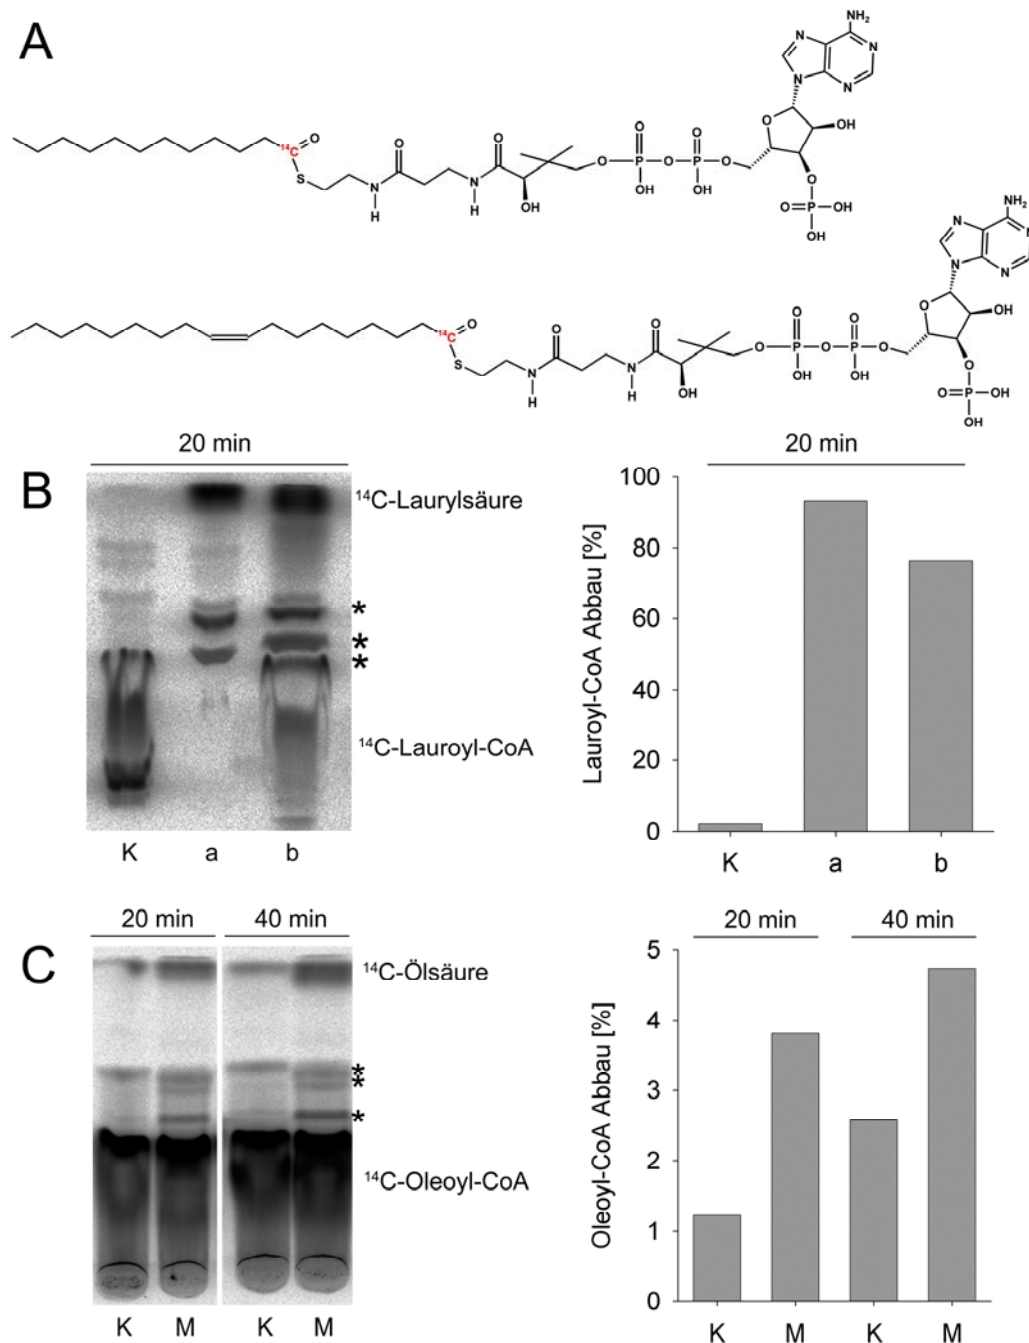 A
NH₂
N
N
N
N
¹⁴C
O
S
N
H
O
N
H
O
OH
O
P
O
OH
O
P
O
OH
O
O
OH
O
O=P-OH
OH
NH₂
N
N
N
N
¹⁴C
O
S
N
H
O
N
H
O
OH
O
P
O
OH
O
P
O
OH
O
O
OH
O
O=P-OH
OH
B
20 min
¹⁴C-Laurylsäure
*
*
*
¹⁴C-Lauroyl-CoA
K a b
20 min
Lauroyl-CoA Abbau [%]
100
80
60
40
20
0
K a b
C
20 min 40 min
¹⁴C-Ölsäure
*
*
*
¹⁴C-Oleoyl-CoA
K M K M
20 min 40 min
Oleoyl-CoA Abbau [%]
5
4
3
2
1
0
K M K M